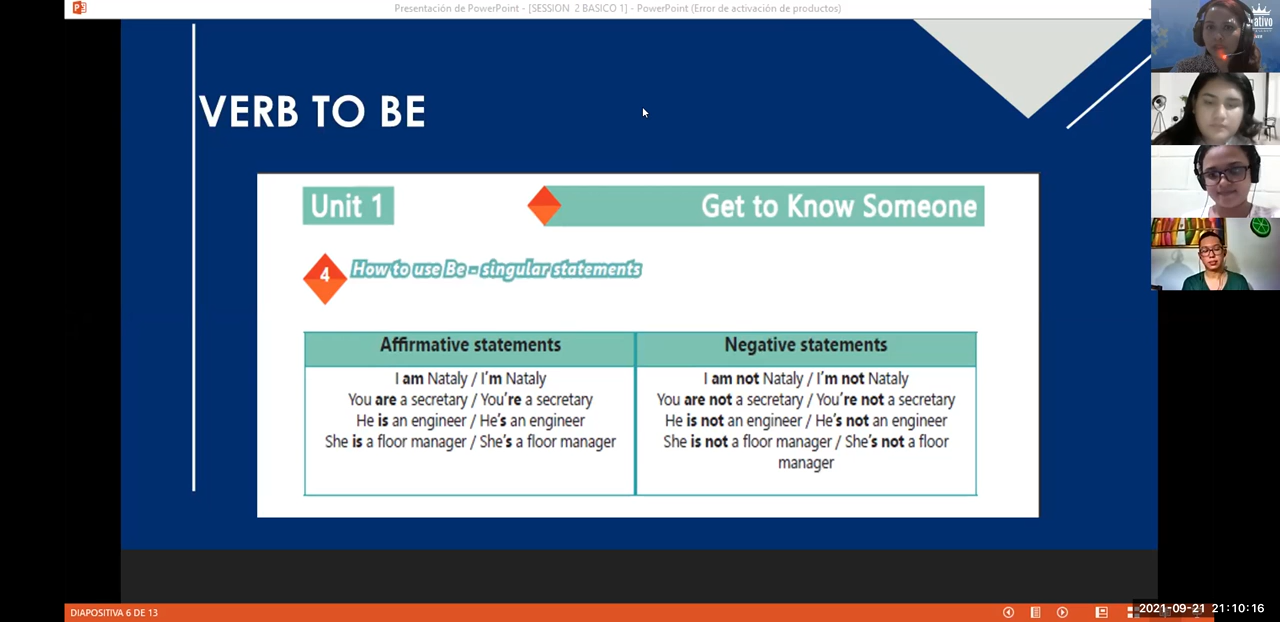 Presentación de PowerPoint - [SESSION 2 BASICO 1] - PowerPoint (Error de activación de productos)
VERB TO BE
Unit 1
Get to Know Someone
4
How to use Be - singular statements
Affirmative statements
I am Nataly / I'm Nataly
You are a secretary / You're a secretary
He is an engineer / He's an engineer
She is a floor manager / She's a floor manager
Negative statements
I am not Nataly / I'm not Nataly
You are not a secretary / You're not a secretary
He is not an engineer / He's not an engineer
She is not a floor manager / She's not a floor
manager
DIAPOSITIVA 6 DE 13
2021-09-21 21:10:16